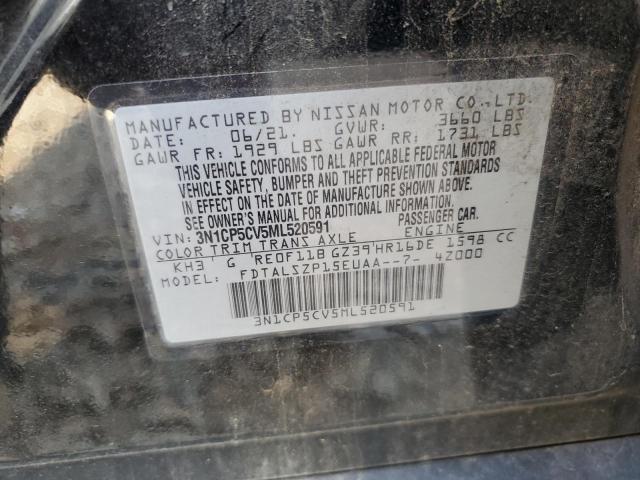 MANUFACTURED BY NISSAN MOTOR CO., LTD.
DATE: 06/21. GVWR: 3660 LBS
GAWR FR: 1929 LBS GAWR RR: 1731 LBS
THIS VEHICLE CONFORMS TO ALL APPLICABLE FEDERAL MOTOR
VEHICLE SAFETY, BUMPER AND THEFT PREVENTION STANDARDS
IN EFFECT ON THE DATE OF MANUFACTURE SHOWN ABOVE.
SEE OWNER'S MANUAL FOR ADDITIONAL INFORMATION.
VIN: 3N1CP5CV5ML520591 PASSENGER CAR
COLOR TRIM TRANS AXLE ENGINE
KH3 G RE0F11B GZ39 HR16DE 1598 CC
MODEL: FDTALSZP15EUAA--7- 4Z000
3N1CP5CV5ML520591